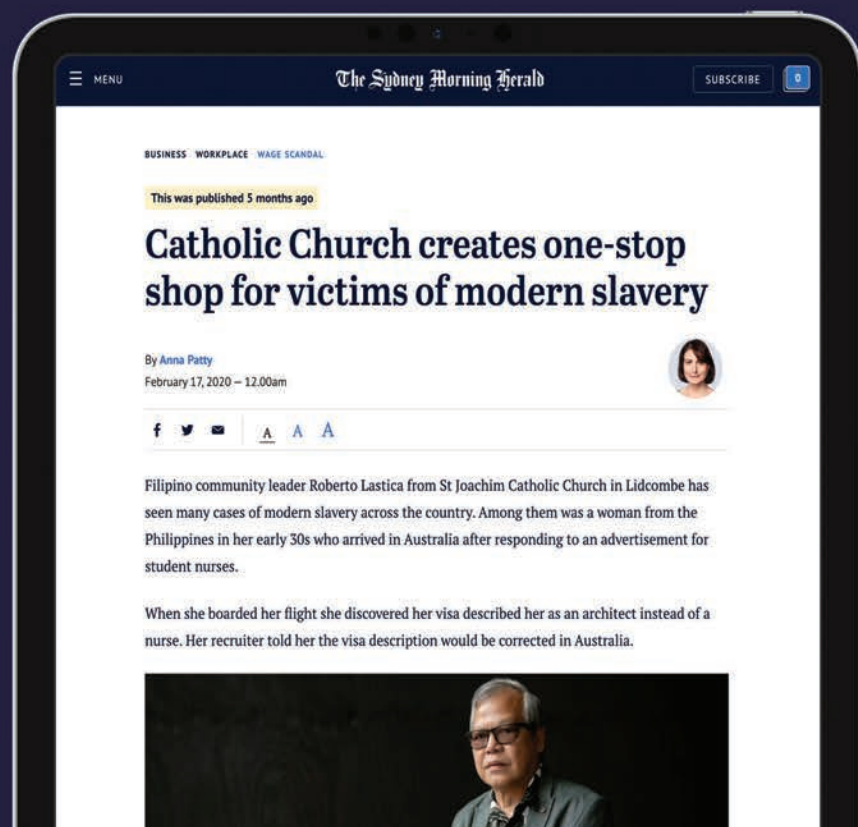 MENU
The Sydney Morning Herald
SUBSCRIBE
0
BUSINESS WORKPLACE WAGE SCANDAL
This was published 5 months ago
Catholic Church creates one-stop
shop for victims of modern slavery
By Anna Patty
February 17, 2020 — 12.00am
A A A
Filipino community leader Roberto Lastica from St Joachim Catholic Church in Lidcombe has
seen many cases of modern slavery across the country. Among them was a woman from the
Philippines in her early 30s who arrived in Australia after responding to an advertisement for
student nurses.
When she boarded her flight she discovered her visa described her as an architect instead of a
nurse. Her recruiter told her the visa description would be corrected in Australia.